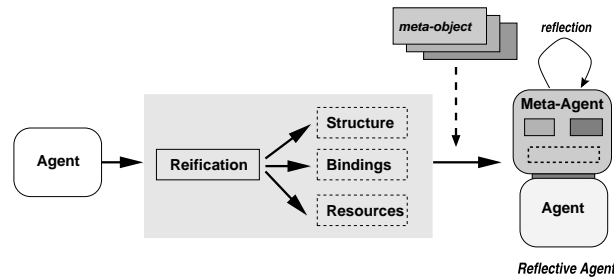 meta-object
reflection
Meta-Agent
Structure
Agent
Reification
Bindings
Resources
Agent
Reflective Agent